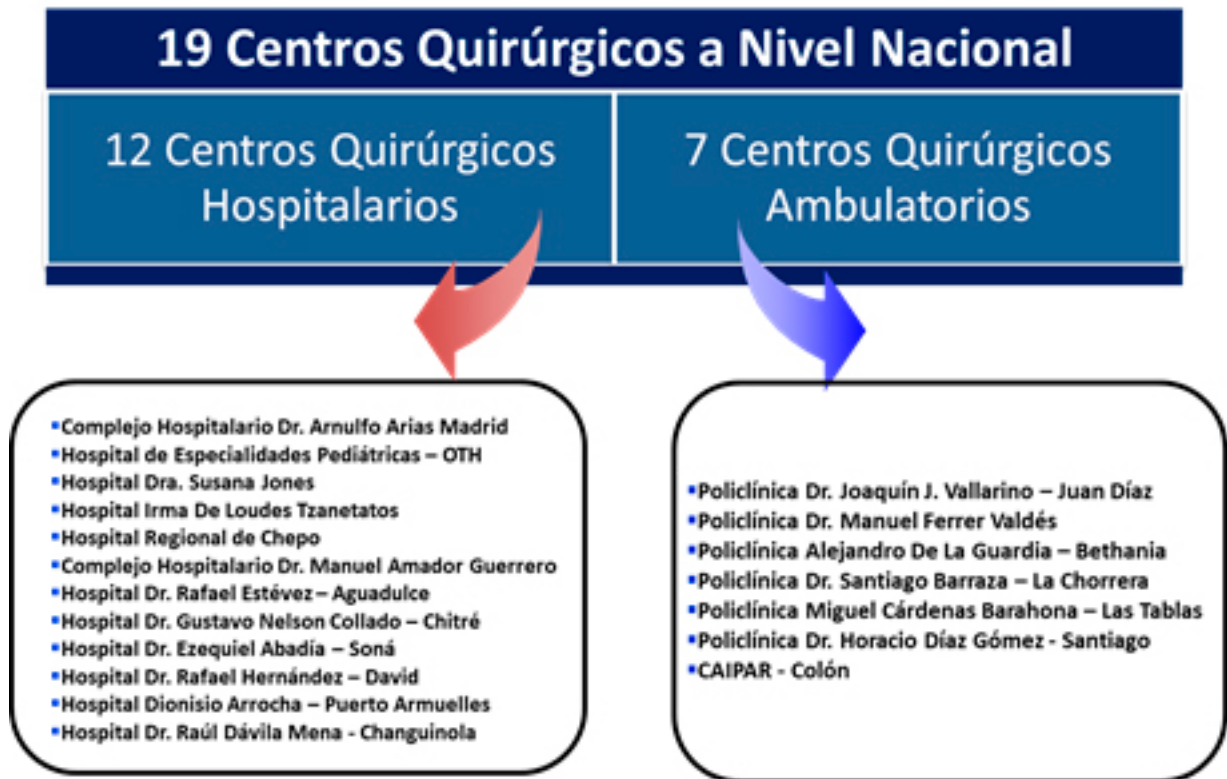 19 Centros Quirúrgicos a Nivel Nacional
12 Centros Quirúrgicos
Hospitalarios
7 Centros Quirúrgicos
Ambulatorios
▪Complejo Hospitalario Dr. Arnulfo Arias Madrid
▪Hospital de Especialidades Pediátricas – OTH
▪Hospital Dra. Susana Jones
▪Hospital Irma De Loudes Tzanetatos
▪Hospital Regional de Chepo
▪Complejo Hospitalario Dr. Manuel Amador Guerrero
▪Hospital Dr. Rafael Estévez – Aguadulce
▪Hospital Dr. Gustavo Nelson Collado – Chitré
▪Hospital Dr. Ezequiel Abadía – Soná
▪Hospital Dr. Rafael Hernández – David
▪Hospital Dionisio Arrocha – Puerto Armuelles
▪Hospital Dr. Raúl Dávila Mena - Changuinola
▪Policlínica Dr. Joaquín J. Vallarino – Juan Díaz
▪Policlínica Dr. Manuel Ferrer Valdés
▪Policlínica Alejandro De La Guardia – Bethania
▪Policlínica Dr. Santiago Barraza – La Chorrera
▪Policlínica Miguel Cárdenas Barahona – Las Tablas
▪Policlínica Dr. Horacio Díaz Gómez - Santiago
▪CAIPAR - Colón